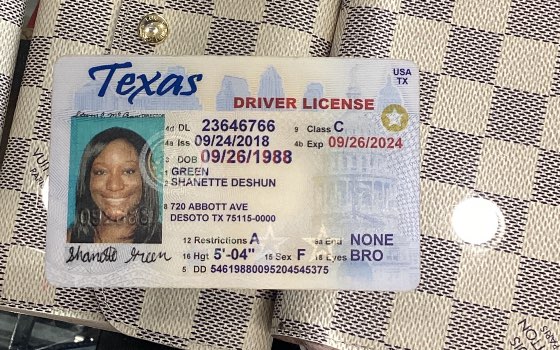 Texas
USA
TX
DRIVER LICENSE
4d DL 23646766 9 Class C
4a Iss 09/24/2018 4b Exp 09/26/2024
3 DOB 09/26/1988
1 GREEN
2 SHANETTE DESHUN
8 720 ABBOTT AVE
DESOTO TX 75115-0000
12 Restrictions A 9a End NONE
16 Hgt 5'-04" 15 Sex F 18 Eyes BRO
5 DD 54619880095204545375
Shanette Green